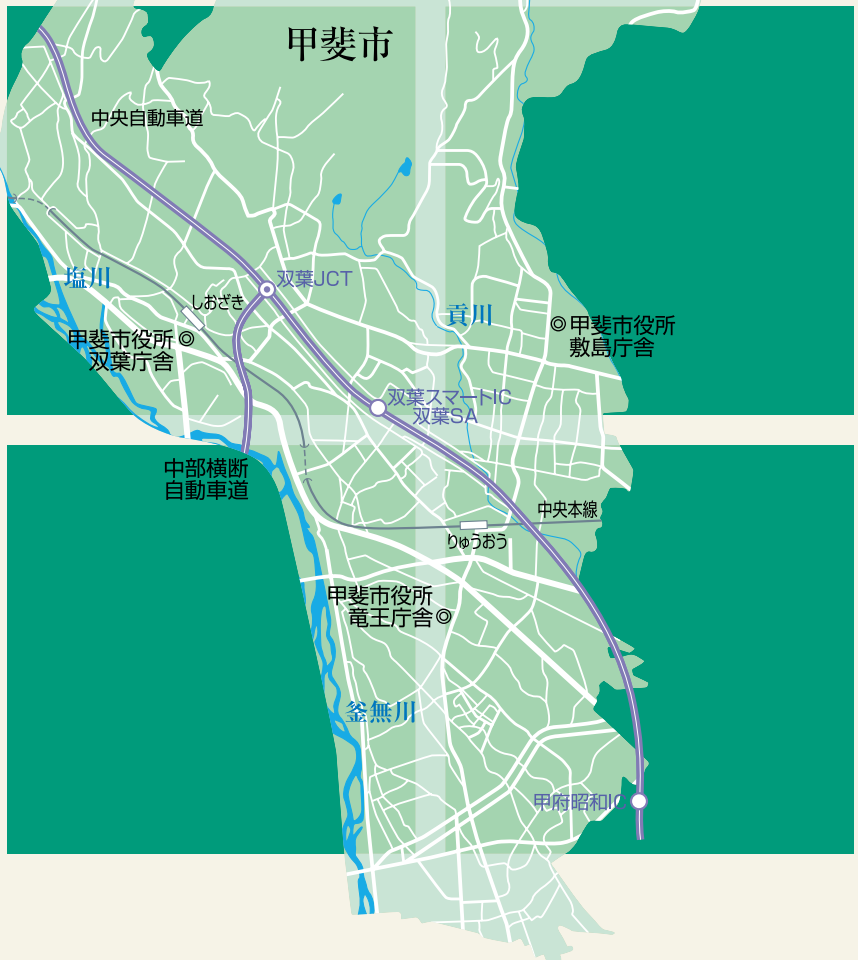 甲斐市
中央自動車道
塩川
双葉JCT
しおざき
貢川
甲斐市役所
双葉庁舎
甲斐市役所
敷島庁舎
双葉スマートIC
双葉SA
中部横断
自動車道
中央本線
りゅうおう
甲斐市役所
竜王庁舎
釜無川
甲府昭和IC